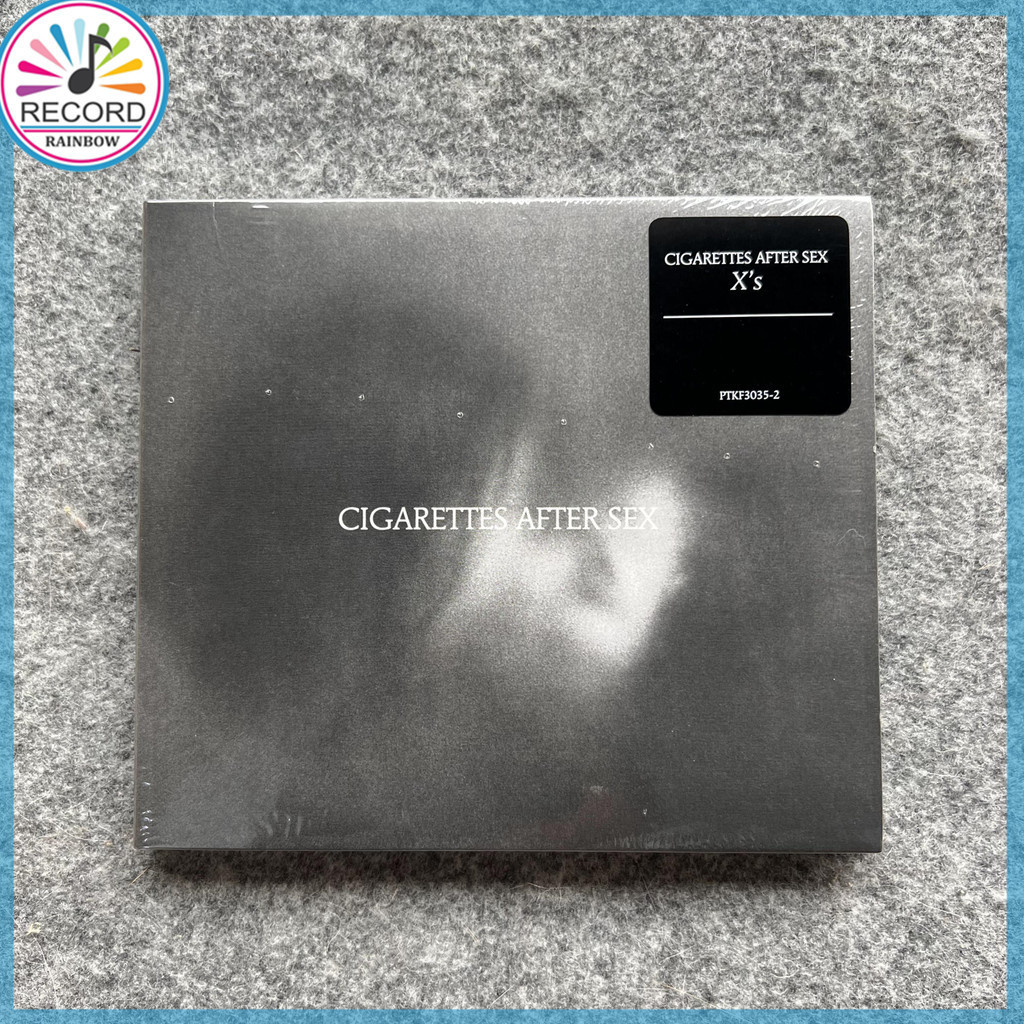 RECORD
RAINBOW
CIGARETTES AFTER SEX
X's
PTKF3035-2
CIGARETTES AFTER SEX